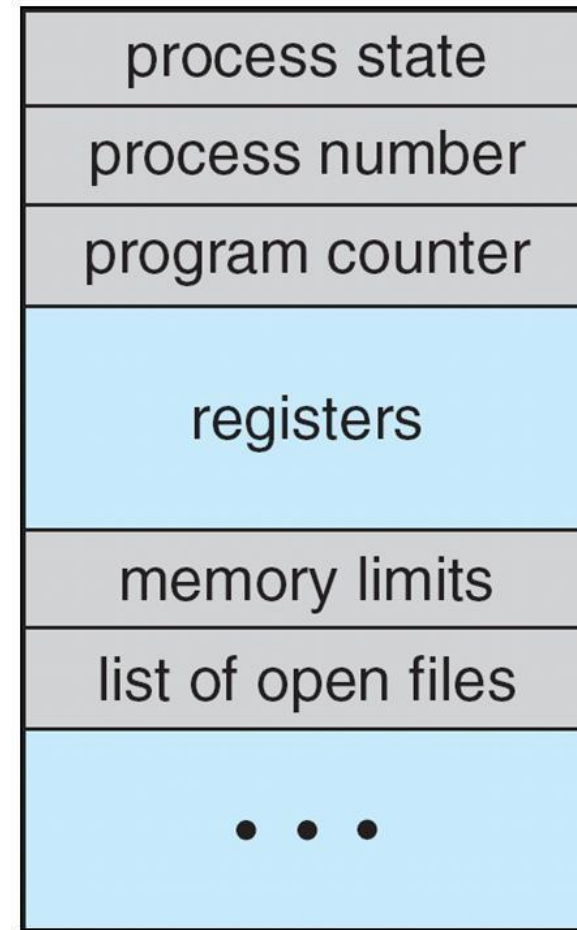 process state
process number
program counter
registers
memory limits
list of open files
• • •